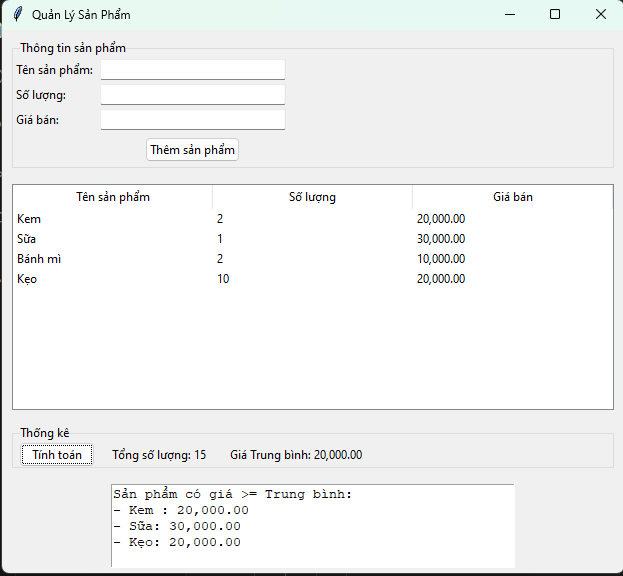 Quản Lý Sản Phẩm
Thông tin sản phẩm
Tên sản phẩm:
Số lượng:
Giá bán:
Thêm sản phẩm
Tên sản phẩm Số lượng Giá bán
Kem 2 20,000.00
Sữa 1 30,000.00
Bánh mì 2 10,000.00
Kẹo 10 20,000.00
Thống kê
Tính toán Tổng số lượng: 15 Giá Trung bình: 20,000.00
Sản phẩm có giá >= Trung bình:
- Kem : 20,000.00
- Sữa: 30,000.00
- Kẹo: 20,000.00